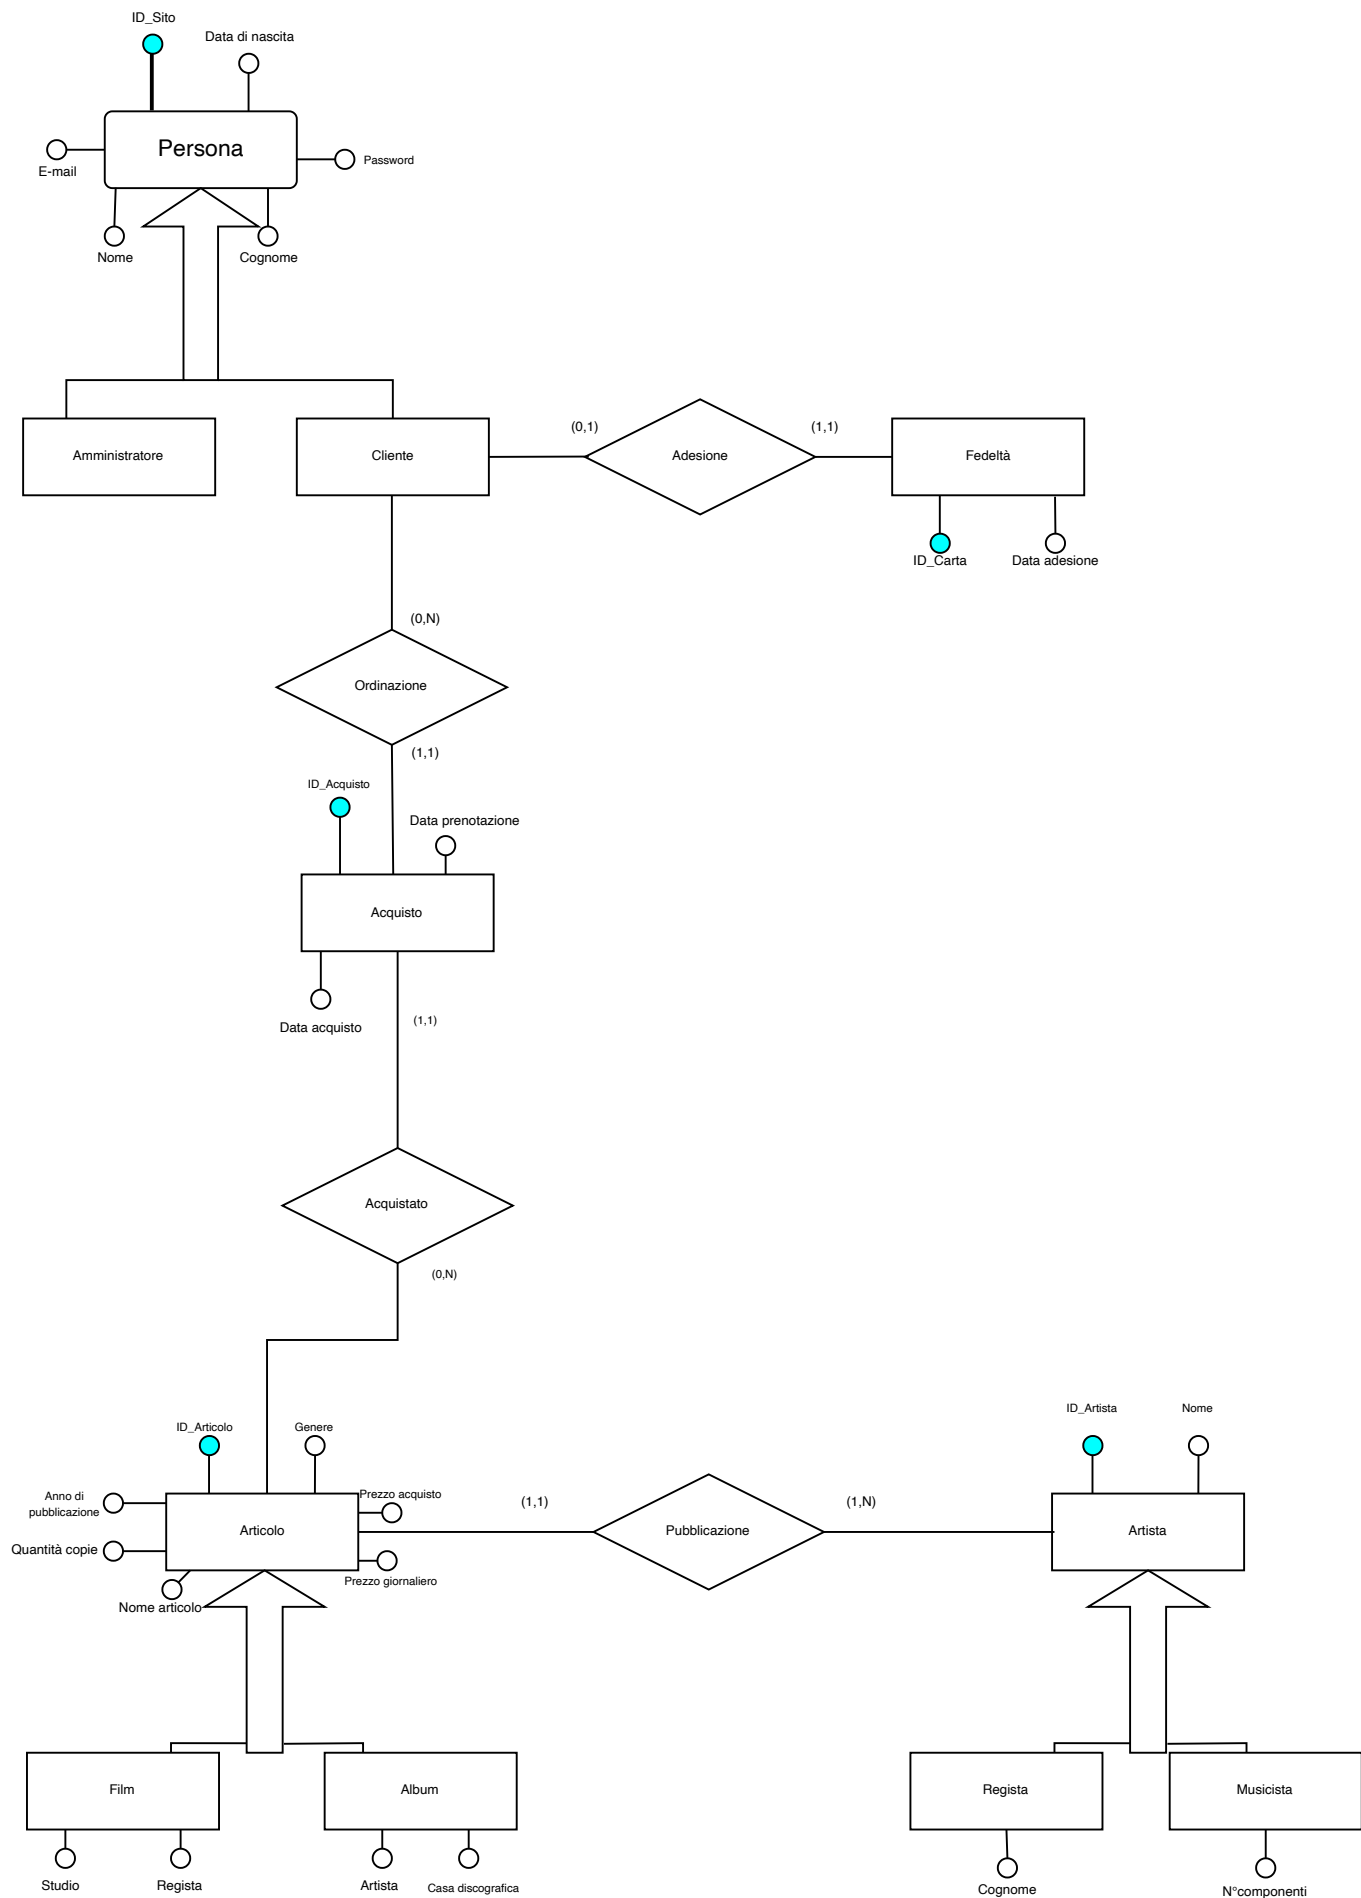 ID_Sito
Data di nascita
Persona
E-mail
Password
Nome
Cognome
Amministratore
Cliente
(0,1)
Adesione
(1,1)
Fedeltà
ID_Carta
Data adesione
(0,N)
Ordinazione
(1,1)
ID_Acquisto
Data prenotazione
Acquisto
Data acquisto
(1,1)
Acquistato
(0,N)
ID_Articolo
Genere
Anno di
pubblicazione
Prezzo acquisto
Quantità copie
Articolo
Prezzo giornaliero
Nome articolo
(1,1)
Pubblicazione
(1,N)
ID_Artista
Nome
Artista
Film
Album
Studio
Regista
Artista
Casa discografica
Regista
Musicista
Cognome
N°componenti